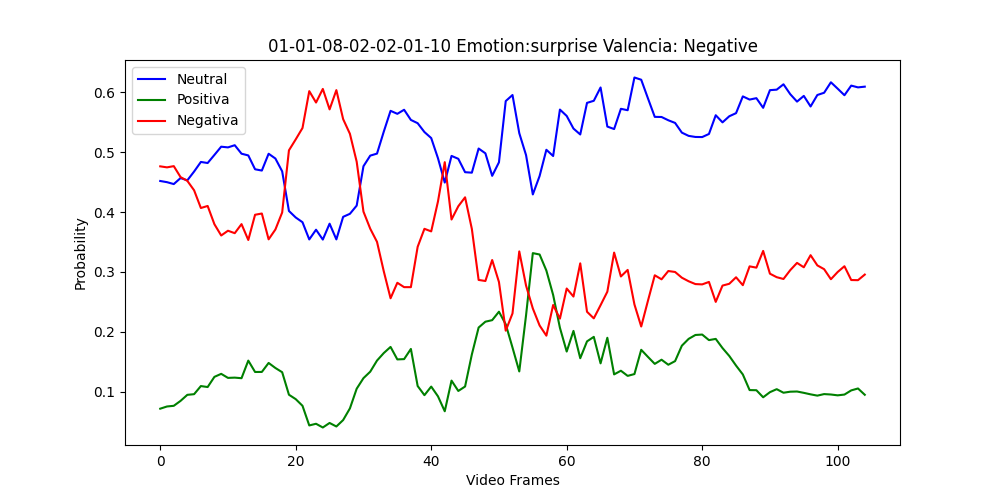 01-01-08-02-02-01-10 Emotion:surprise Valencia: Negative
Neutral
Positiva
Negativa
Probability
0.6
0.5
0.4
0.3
0.2
0.1
0 20 40 60 80 100
Video Frames